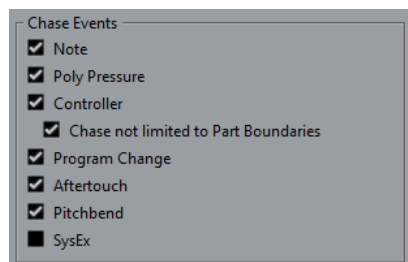 Chase Events
Note
Poly Pressure
Controller
Chase not limited to Part Boundaries
Program Change
Aftertouch
Pitchbend
SysEx